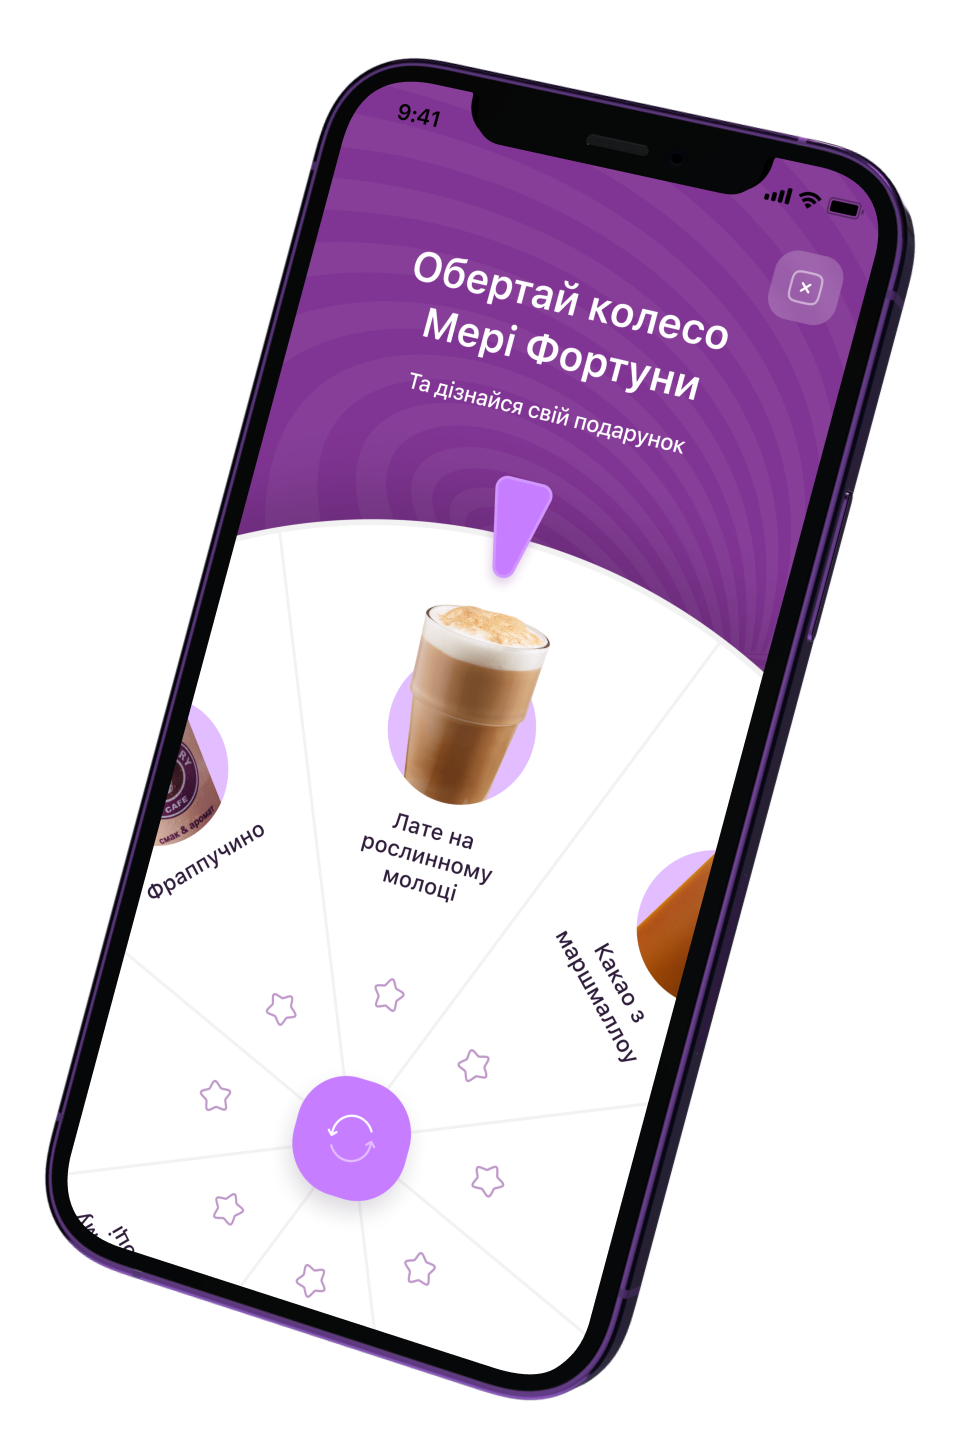 9:41
Обертай колесо
Мері Фортуни
Та дізнайся свій подарунок
RY
CAFE
смак & аромат
Фраппучино
Лате на
рослинному
молоці
Какао з
маршмаллоу